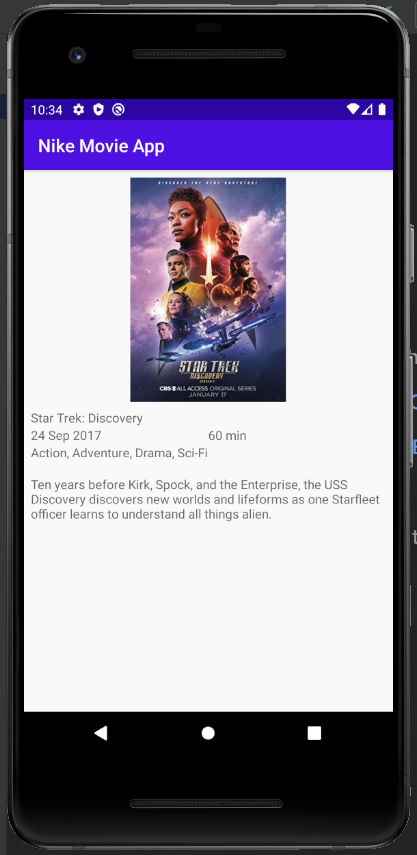 10:34
Nike Movie App
DISCOVER THE NEXT ADVENTURE
STAR TREK
DISCOVERY
CBS ALL ACCESS ORIGINAL SERIES
JANUARY 17
Star Trek: Discovery
24 Sep 2017 60 min
Action, Adventure, Drama, Sci-Fi
Ten years before Kirk, Spock, and the Enterprise, the USS
Discovery discovers new worlds and lifeforms as one Starfleet
officer learns to understand all things alien.